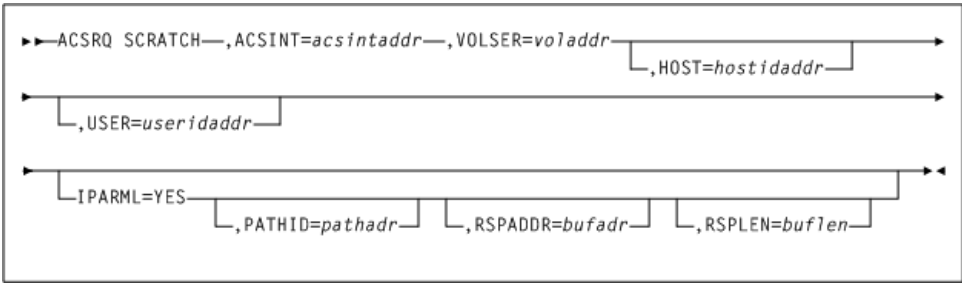 ACSRQ SCRATCH ,ACSINT=acsintaddr ,VOLSER=voladdr
,HOST=hostidaddr
,USER=useridaddr
IPARML=YES
,PATHID=pathadr ,RSPADDR=bufadr ,RSPLEN=buflen